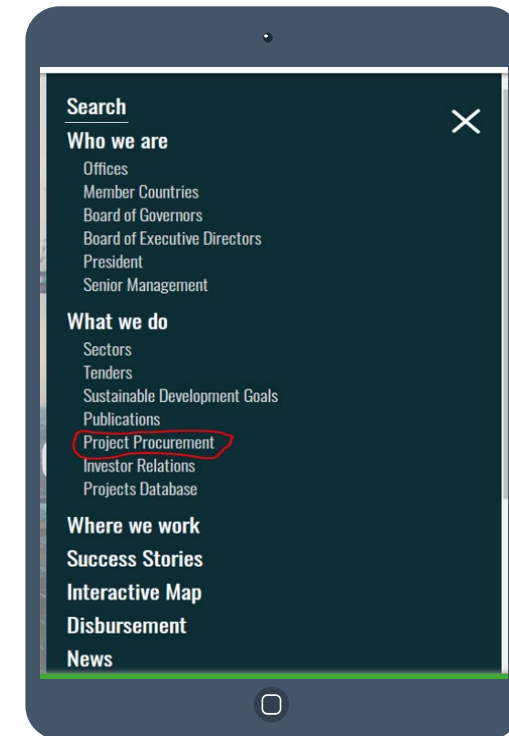 Search
Who we are
Offices
Member Countries
Board of Governors
Board of Executive Directors
President
Senior Management
What we do
Sectors
Tenders
Sustainable Development Goals
Publications
Project Procurement
Investor Relations
Projects Database
Where we work
Success Stories
Interactive Map
Disbursement
News